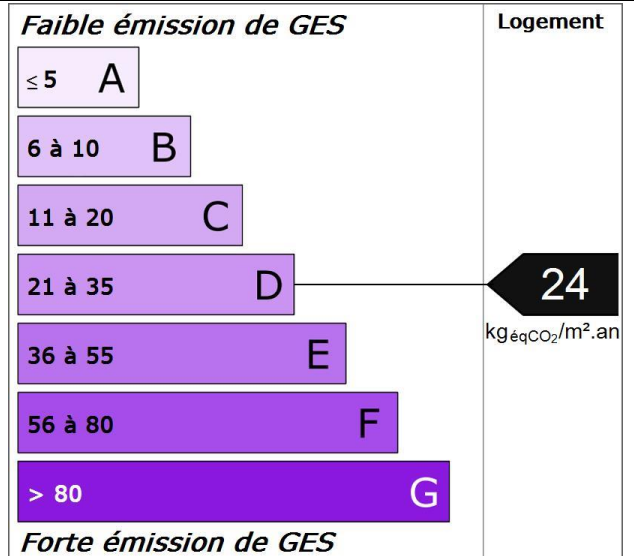 Faible émission de GES
Logement
≤ 5 A
6 à 10 B
11 à 20 C
21 à 35 D
24
kgéqCO₂/m².an
36 à 55 E
56 à 80 F
> 80 G
Forte émission de GES